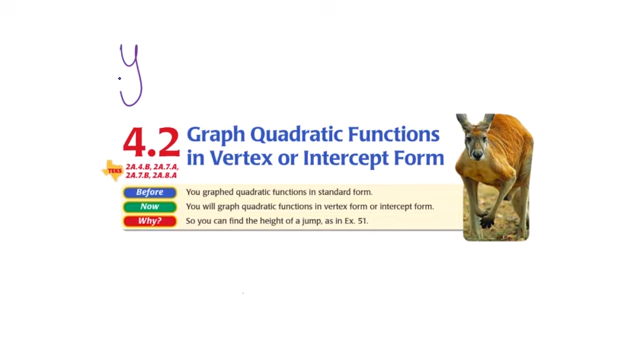 y
4.2 Graph Quadratic Functions
in Vertex or Intercept Form
TEKS 2A.4.B, 2A.7.A,
2A.7.B, 2A.8.A
Before You graphed quadratic functions in standard form.
Now You will graph quadratic functions in vertex form or intercept form.
Why? So you can find the height of a jump, as in Ex. 51.